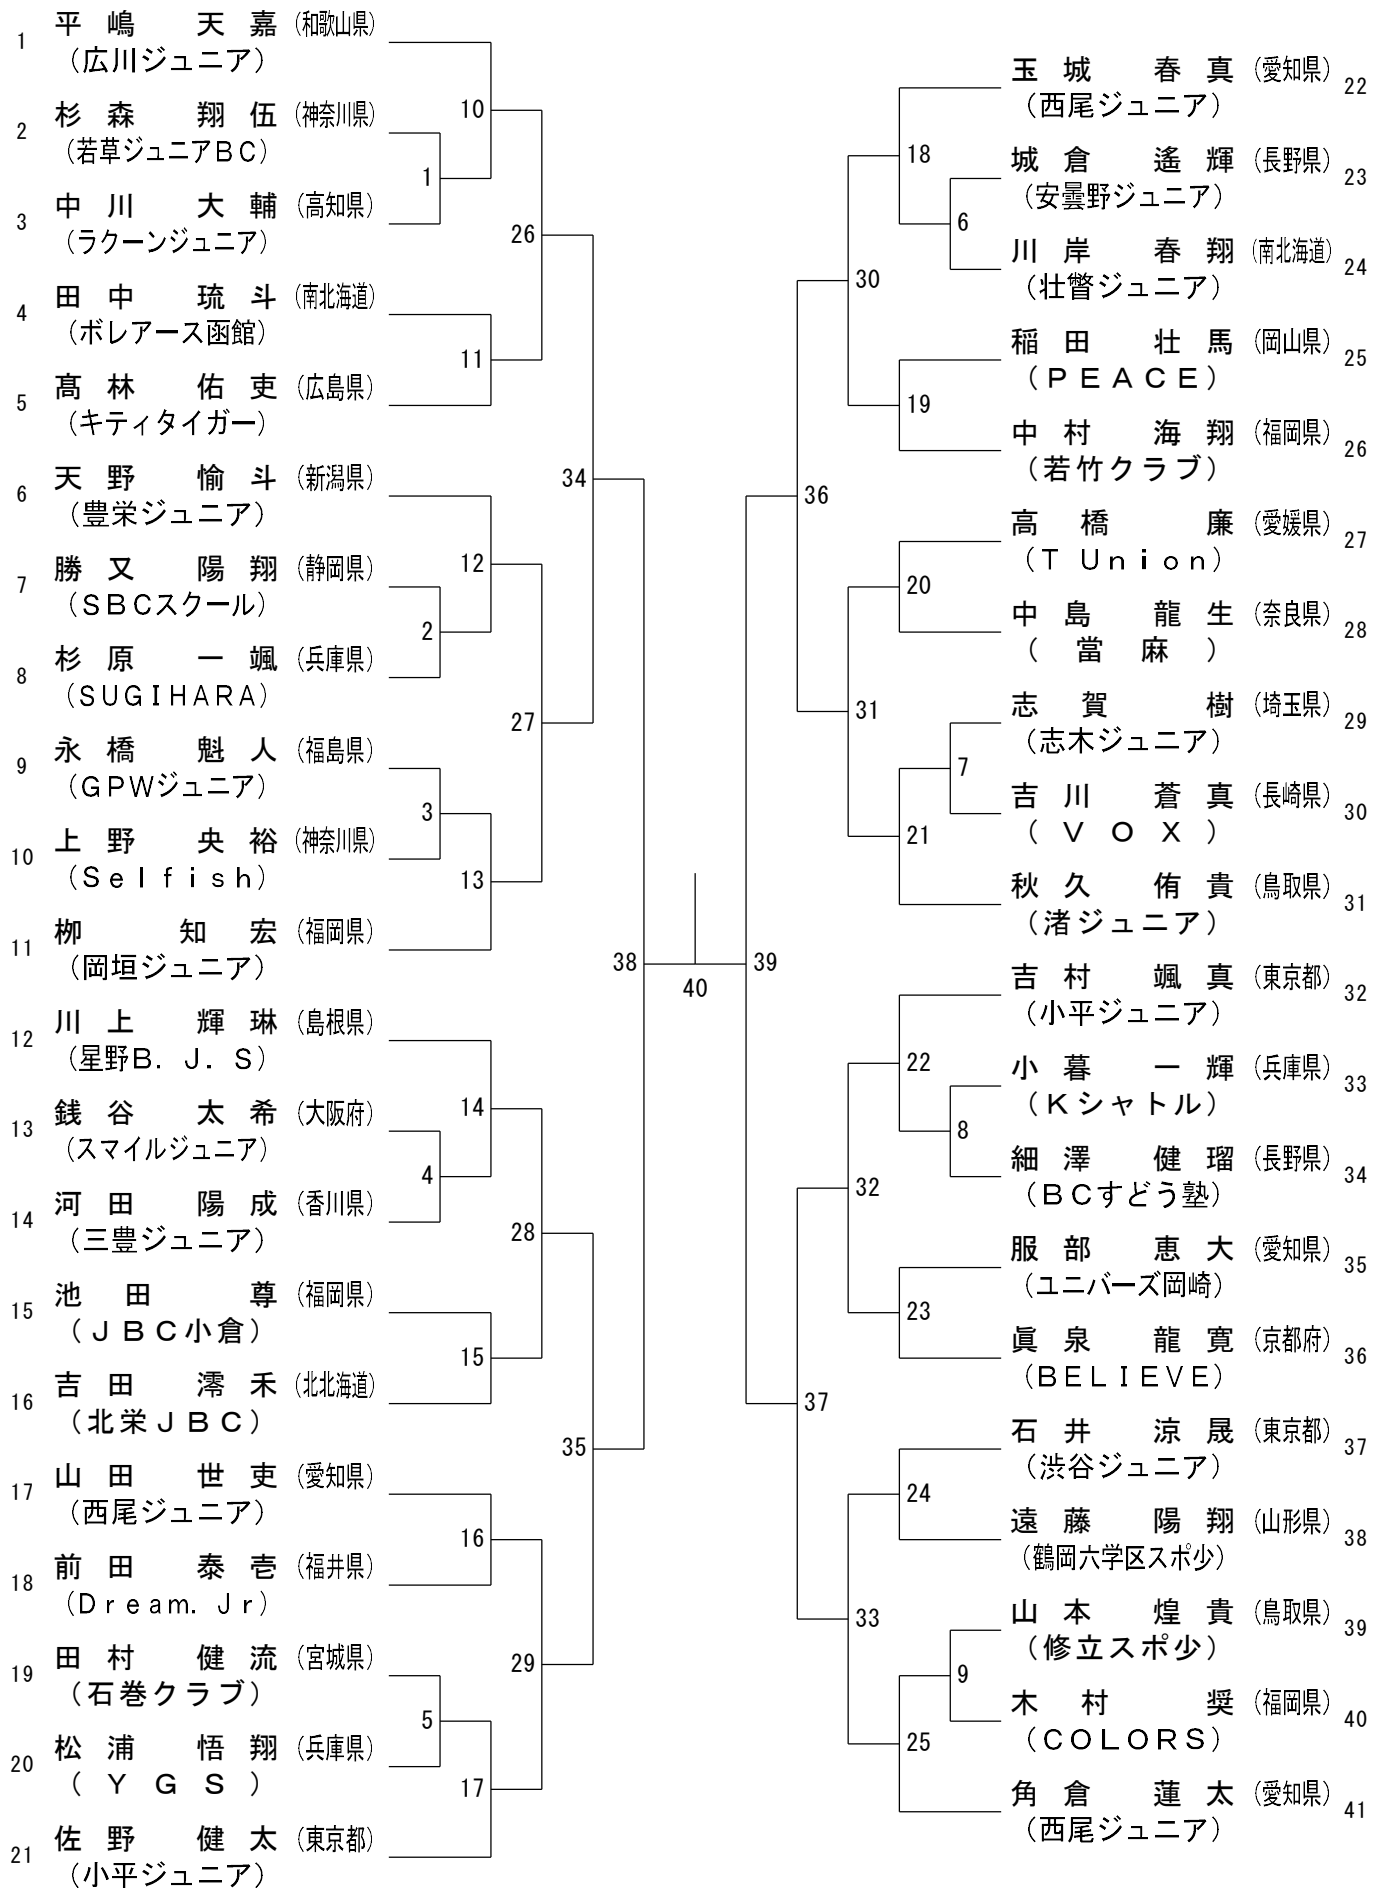 1 平嶋 天嘉 (和歌山県)
(広川ジュニア)
2 杉森 翔伍 (神奈川県)
(若草ジュニアBC)
3 中川 大輔 (高知県)
(ラクーンジュニア)
4 田中 琉斗 (南北海道)
(ボレアース函館)
5 髙林 佑吏 (広島県)
(キティタイガー)
6 天野 愉斗 (新潟県)
(豊栄ジュニア)
7 勝又 陽翔 (静岡県)
(SBCスクール)
8 杉原 一颯 (兵庫県)
(SUGIHARA)
9 永橋 魁人 (福島県)
(GPWジュニア)
10 上野 央裕 (神奈川県)
(Selfish)
11 栁 知宏 (福岡県)
(岡垣ジュニア)
12 川上 輝琳 (島根県)
(星野B.J.S)
13 銭谷 太希 (大阪府)
(スマイルジュニア)
14 河田 陽成 (香川県)
(三豊ジュニア)
15 池田 尊 (福岡県)
(JBC小倉)
16 吉田 澪禾 (北北海道)
(北栄JBC)
17 山田 世吏 (愛知県)
(西尾ジュニア)
18 前田 泰壱 (福井県)
(Dream.Jr)
19 田村 健流 (宮城県)
(石巻クラブ)
20 松浦 悟翔 (兵庫県)
(YGS)
21 佐野 健太 (東京都)
(小平ジュニア)
1
2
3
4
5
10
11
12
13
14
15
16
17
26
27
28
29
34
35
38
40
39
36
37
30
31
32
33
18
19
20
21
22
23
24
25
6
7
8
9
玉城 春真 (愛知県) 22
(西尾ジュニア)
城倉 遙輝 (長野県) 23
(安曇野ジュニア)
川岸 春翔 (南北海道) 24
(壮瞥ジュニア)
稲田 壮馬 (岡山県) 25
(PEACE)
中村 海翔 (福岡県) 26
(若竹クラブ)
高橋 廉 (愛媛県) 27
(T Union)
中島 龍生 (奈良県) 28
(當麻)
志賀 樹 (埼玉県) 29
(志木ジュニア)
吉川 蒼真 (長崎県) 30
(VOX)
秋久 侑貴 (鳥取県) 31
(渚ジュニア)
吉村 颯真 (東京都) 32
(小平ジュニア)
小暮 一輝 (兵庫県) 33
(Kシャトル)
細澤 健瑠 (長野県) 34
(BCすどう塾)
服部 恵大 (愛知県) 35
(ユニバーズ岡崎)
眞泉 龍寛 (京都府) 36
(BELIEVE)
石井 涼晟 (東京都) 37
(渋谷ジュニア)
遠藤 陽翔 (山形県) 38
(鶴岡六学区スポ少)
山本 煌貴 (鳥取県) 39
(修立スポ少)
木村 奨 (福岡県) 40
(COLORS)
角倉 蓮太 (愛知県) 41
(西尾ジュニア)